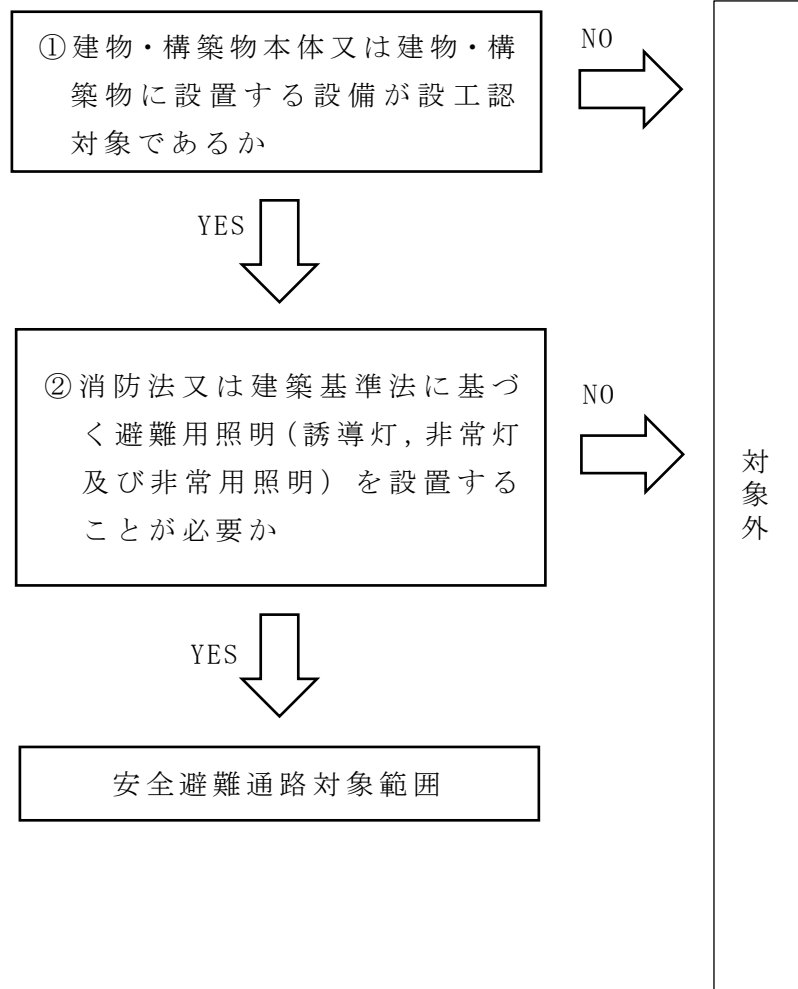 ①建物・構築物本体又は建物・構
築物に設置する設備が設工認
対象であるか
NO
YES
②消防法又は建築基準法に基づ
く避難用照明(誘導灯,非常灯
及び非常用照明)を設置する
ことが必要か
NO
対象外
YES
安全避難通路対象範囲